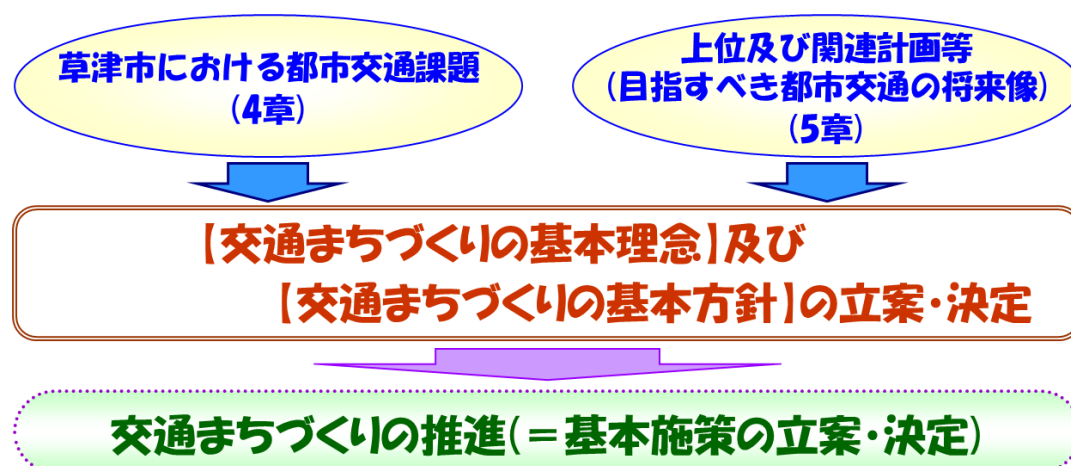 草津市における都市交通課題
(4章)
上位及び関連計画等
(目指すべき都市交通の将来像)
(5章)
【交通まちづくりの基本理念】及び
【交通まちづくりの基本方針】の立案・決定
交通まちづくりの推進(=基本施策の立案・決定)